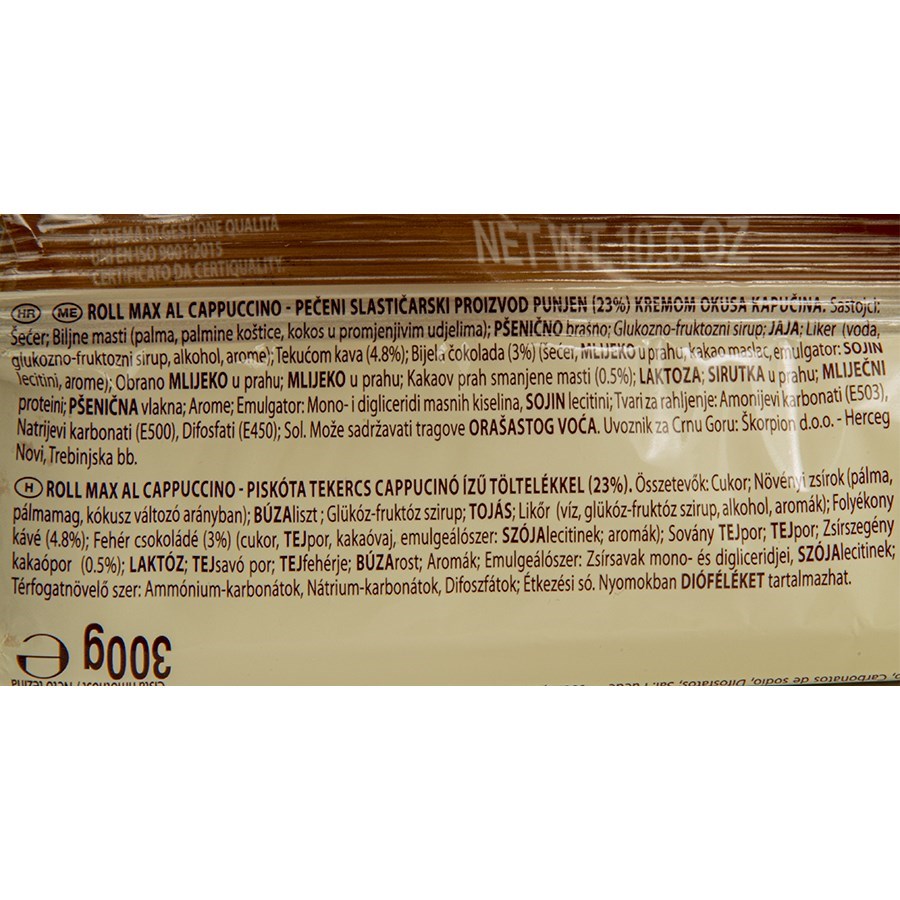 SISTEMA DI GESTIONE QUALITÀ
UNI EN ISO 9001:2015
CERTIFICATO DA CERTIQUALITY.
NET WT 10.6 OZ
HR ME ROLL MAX AL CAPPUCCINO - PEČENI SLASTIČARSKI PROIZVOD PUNJEN (23%) KREMOM OKUSA KAPUČINA. Sastojci:
Šećer; Biljne masti (palma, palmine koštice, kokos u promjenjivim udjelima); PŠENIČNO brašno; Glukozno-fruktozni sirup; JAJA; Liker (voda,
glukozno-fruktozni sirup, alkohol, arome); Tekućom kava (4.8%); Bijela čokolada (3%) (šećer, MLIJEKO u prahu, kakao maslac, emulgator: SOJIN
lecitini, arome); Obrano MLIJEKO u prahu; MLIJEKO u prahu; Kakaov prah smanjene masti (0.5%); LAKTOZA; SIRUTKA u prahu; MLIJEČNI
proteini; PŠENIČNA vlakna; Arome; Emulgator: Mono- i digliceridi masnih kiselina, SOJIN lecitini; Tvari za rahljenje: Amonijevi karbonati (E503),
Natrijevi karbonati (E500), Difosfati (E450); Sol. Može sadržavati tragove ORAŠASTOG VOĆA. Uvoznik za Crnu Goru: Škorpion d.o.o. - Herceg
Novi, Trebinjska bb.
H ROLL MAX AL CAPPUCCINO - PISKÓTA TEKERCS CAPPUCINÓ ÍZŰ TÖLTELÉKKEL (23%). Összetevők: Cukor; Növényi zsírok (pálma,
pálmamag, kókusz változó arányban); BÚZAliszt ; Glükóz-fruktóz szirup; TOJÁS; Likőr (víz, glükóz-fruktóz szirup, alkohol, aromák); Folyékony
kávé (4.8%); Fehér csokoládé (3%) (cukor, TEJpor, kakaóvaj, emulgeálószer: SZÓJAlecitinek; aromák); Sovány TEJpor; TEJpor; Zsírszegény
kakaópor (0.5%); LAKTÓZ; TEJsavó por; TEJfehérje; BÚZArost; Aromák; Emulgeálószer: Zsírsavak mono- és digliceridjei, SZÓJAlecitinek;
Térfogatnövelő szer: Ammónium-karbonátok, Nátrium-karbonátok, Difoszfátok; Étkezési só. Nyomokban DIÓFÉLÉKET tartalmazhat.
300g e